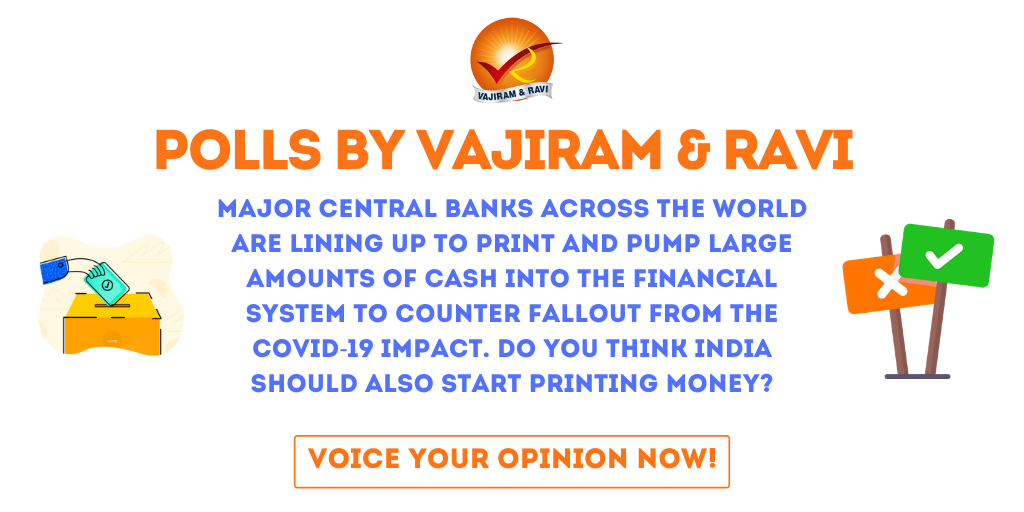 VAJIRAM & RAVI
POLLS BY VAJIRAM & RAVI
MAJOR CENTRAL BANKS ACROSS THE WORLD
ARE LINING UP TO PRINT AND PUMP LARGE
AMOUNTS OF CASH INTO THE FINANCIAL
SYSTEM TO COUNTER FALLOUT FROM THE
COVID-19 IMPACT. DO YOU THINK INDIA
SHOULD ALSO START PRINTING MONEY?
VOICE YOUR OPINION NOW!